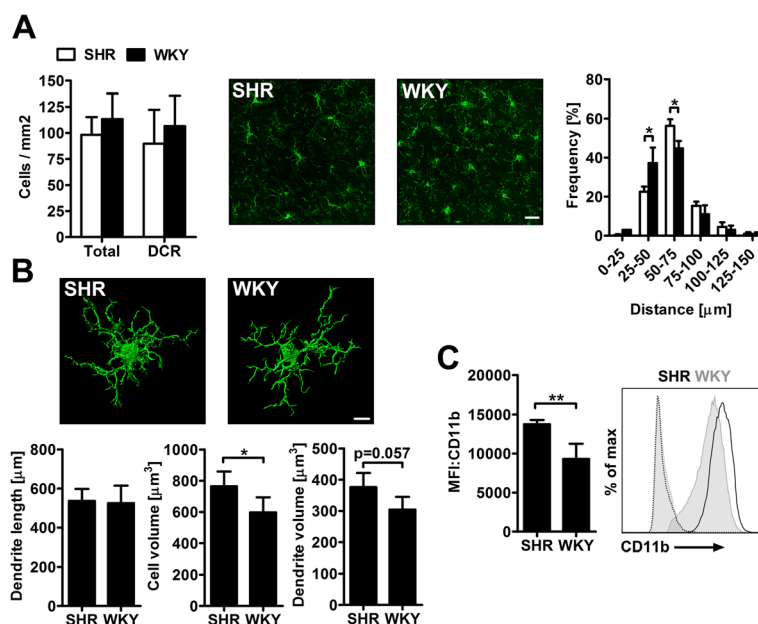 A
SHR WKY
Cells / mm2
150
125
100
75
50
25
0
Total DCR
SHR
WKY
Frequency [%]
80
60
40
20
0
* *
0-25
25-50
50-75
75-100
100-125
125-150
Distance [μm]
B
SHR
WKY
Dendrite length [μm]
800
600
400
200
0
SHR WKY
Cell volume [μm³]
1000
800
600
400
200
0
*
SHR WKY
Dendrite volume [μm³]
500
400
300
200
100
0
p=0.057
SHR WKY
C
MFI:CD11b
20000
15000
10000
5000
0
**
SHR WKY
SHR WKY
% of max
CD11b